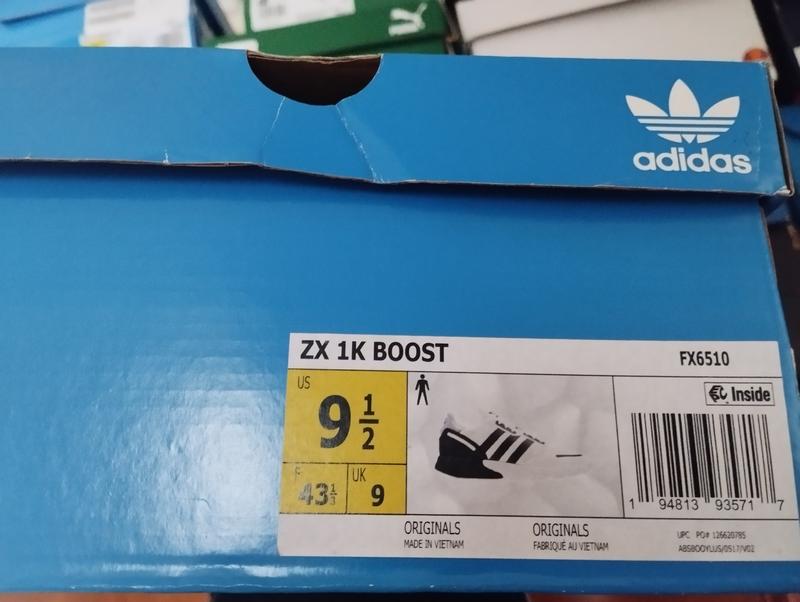 adidas
ZX 1K BOOST
FX6510
US
9 1/2
F
43 1/3
UK
9
Inside
1 94813 93571 7
ORIGINALS
MADE IN VIETNAM
ORIGINALS
FABRIQUÉ AU VIETNAM
UPC PO# 126620785